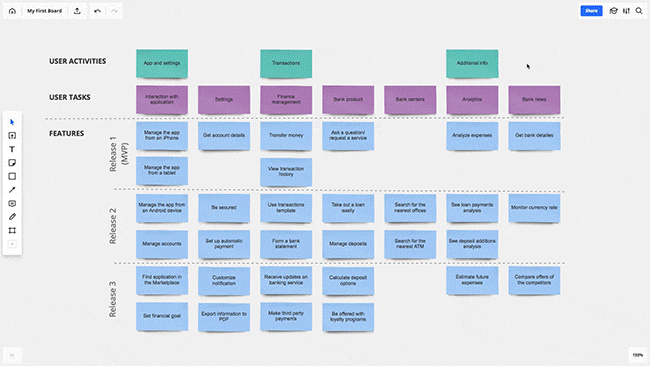 My First Board
Share
USER ACTIVITIES
App and settings
Transactions
Additional info
USER TASKS
Interaction with
application
Settings
Finance
management
Bank product
Bank centers
Analytics
Bank news
FEATURES
Release 1
(MVP)
Manage the app
from an iPhone
Get account details
Transfer money
Ask a question/
request a service
Analyze expenses
Get bank detailes
Manage the app
from a tablet
View transaction
history
Release 2
Manage the app from
an Android device
Be secured
Use transactions
template
Take out a loan
easily
Search for the
nearest offices
See loan payments
analysis
Monitor currency rate
Manage accounts
Set up automatic
payment
Form a bank
statement
Manage deposits
Search for the
nearest ATM
See deposit additions
analysis
Release 3
Find application in
the Marketplace
Customize
notification
Receive updates on
banking service
Calculate deposit
options
Estimate future
expenses
Compare offers of
the competitors
Set financial goal
Export information to
PDF
Make third party
payments
Be offered with
loyalty programs
150%